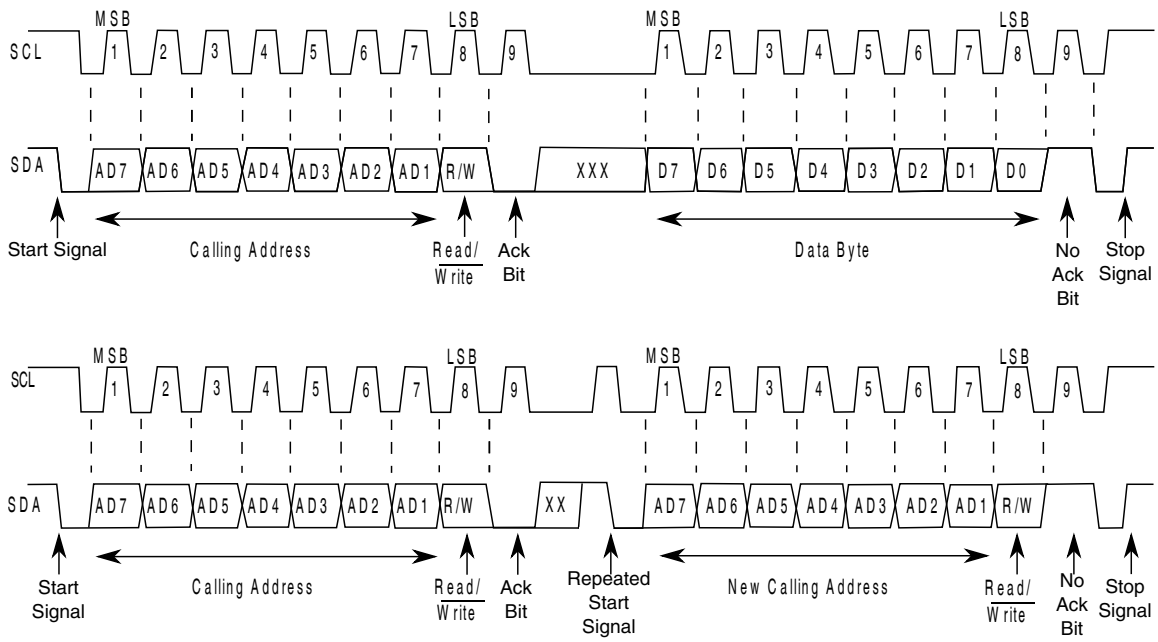 MSB LSB MSB LSB
SCL 1 2 3 4 5 6 7 8 9 1 2 3 4 5 6 7 8 9
SDA AD7 AD6 AD5 AD4 AD3 AD2 AD1 R/W XXX D7 D6 D5 D4 D3 D2 D1 D0
Start Signal Calling Address Read/ Ack Data Byte No Stop
Write Bit Ack Signal
Bit
MSB LSB MSB LSB
SCL 1 2 3 4 5 6 7 8 9 1 2 3 4 5 6 7 8 9
SDA AD7 AD6 AD5 AD4 AD3 AD2 AD1 R/W XX AD7 AD6 AD5 AD4 AD3 AD2 AD1 R/W
Start Calling Address Read/ Ack Repeated New Calling Address Read/ No Stop
Signal Write Bit Start Write Ack Signal
Signal Bit